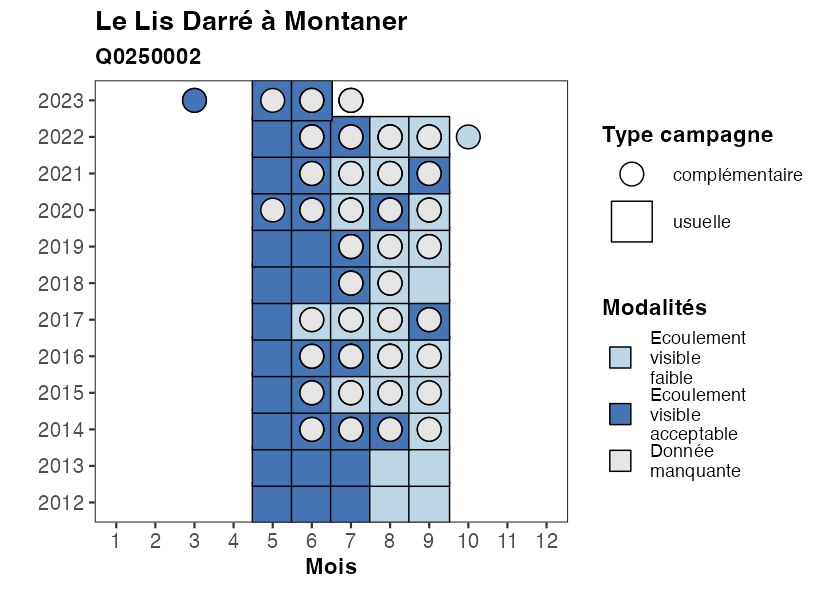 Le Lis Darré à Montaner
Q0250002
2023
2022
2021
2020
2019
2018
2017
2016
2015
2014
2013
2012
1 2 3 4 5 6 7 8 9 10 11 12
Mois
Type campagne
complémentaire
usuelle
Modalités
Ecoulement
visible
faible
Ecoulement
visible
acceptable
Donnée
manquante